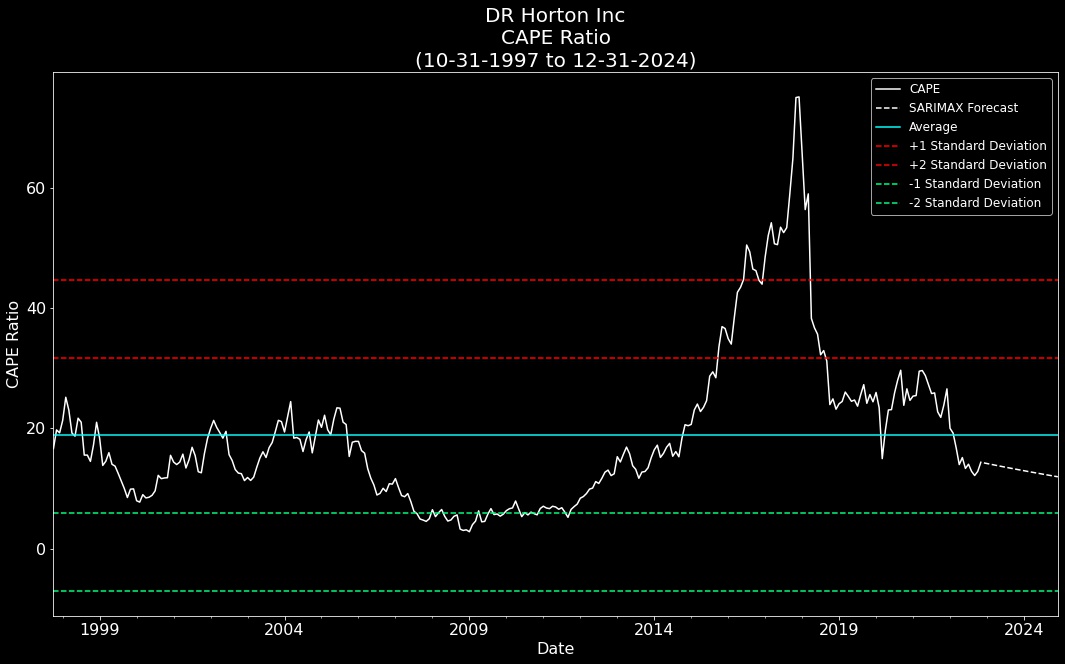 DR Horton Inc
CAPE Ratio
(10-31-1997 to 12-31-2024)
CAPE
SARIMAX Forecast
Average
+1 Standard Deviation
+2 Standard Deviation
-1 Standard Deviation
-2 Standard Deviation
CAPE Ratio
60
40
20
0
1999
2004
2009
2014
2019
2024
Date